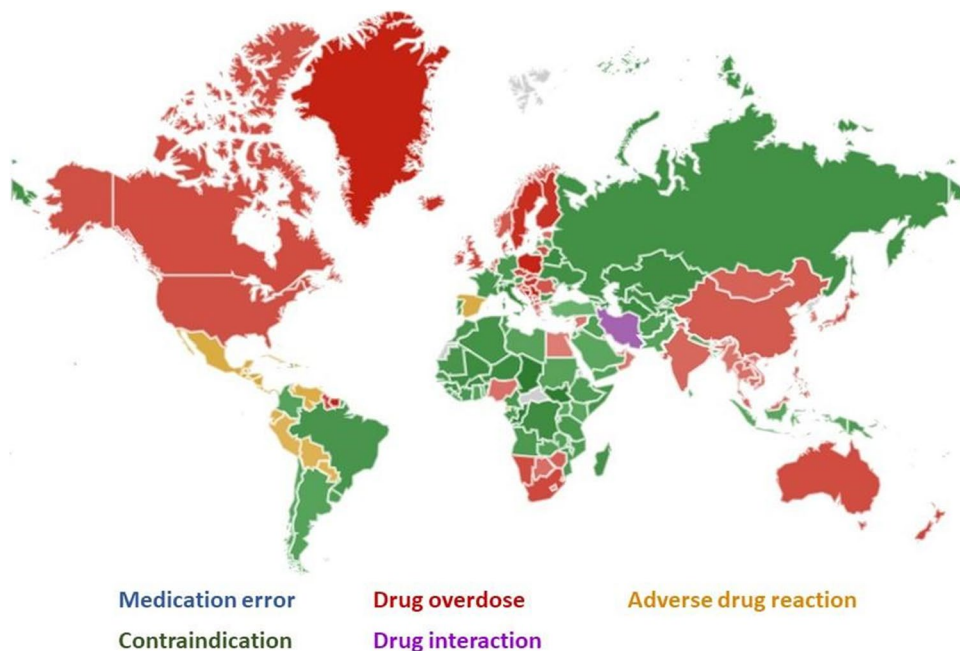 Medication error Drug overdose Adverse drug reaction
Contraindication Drug interaction